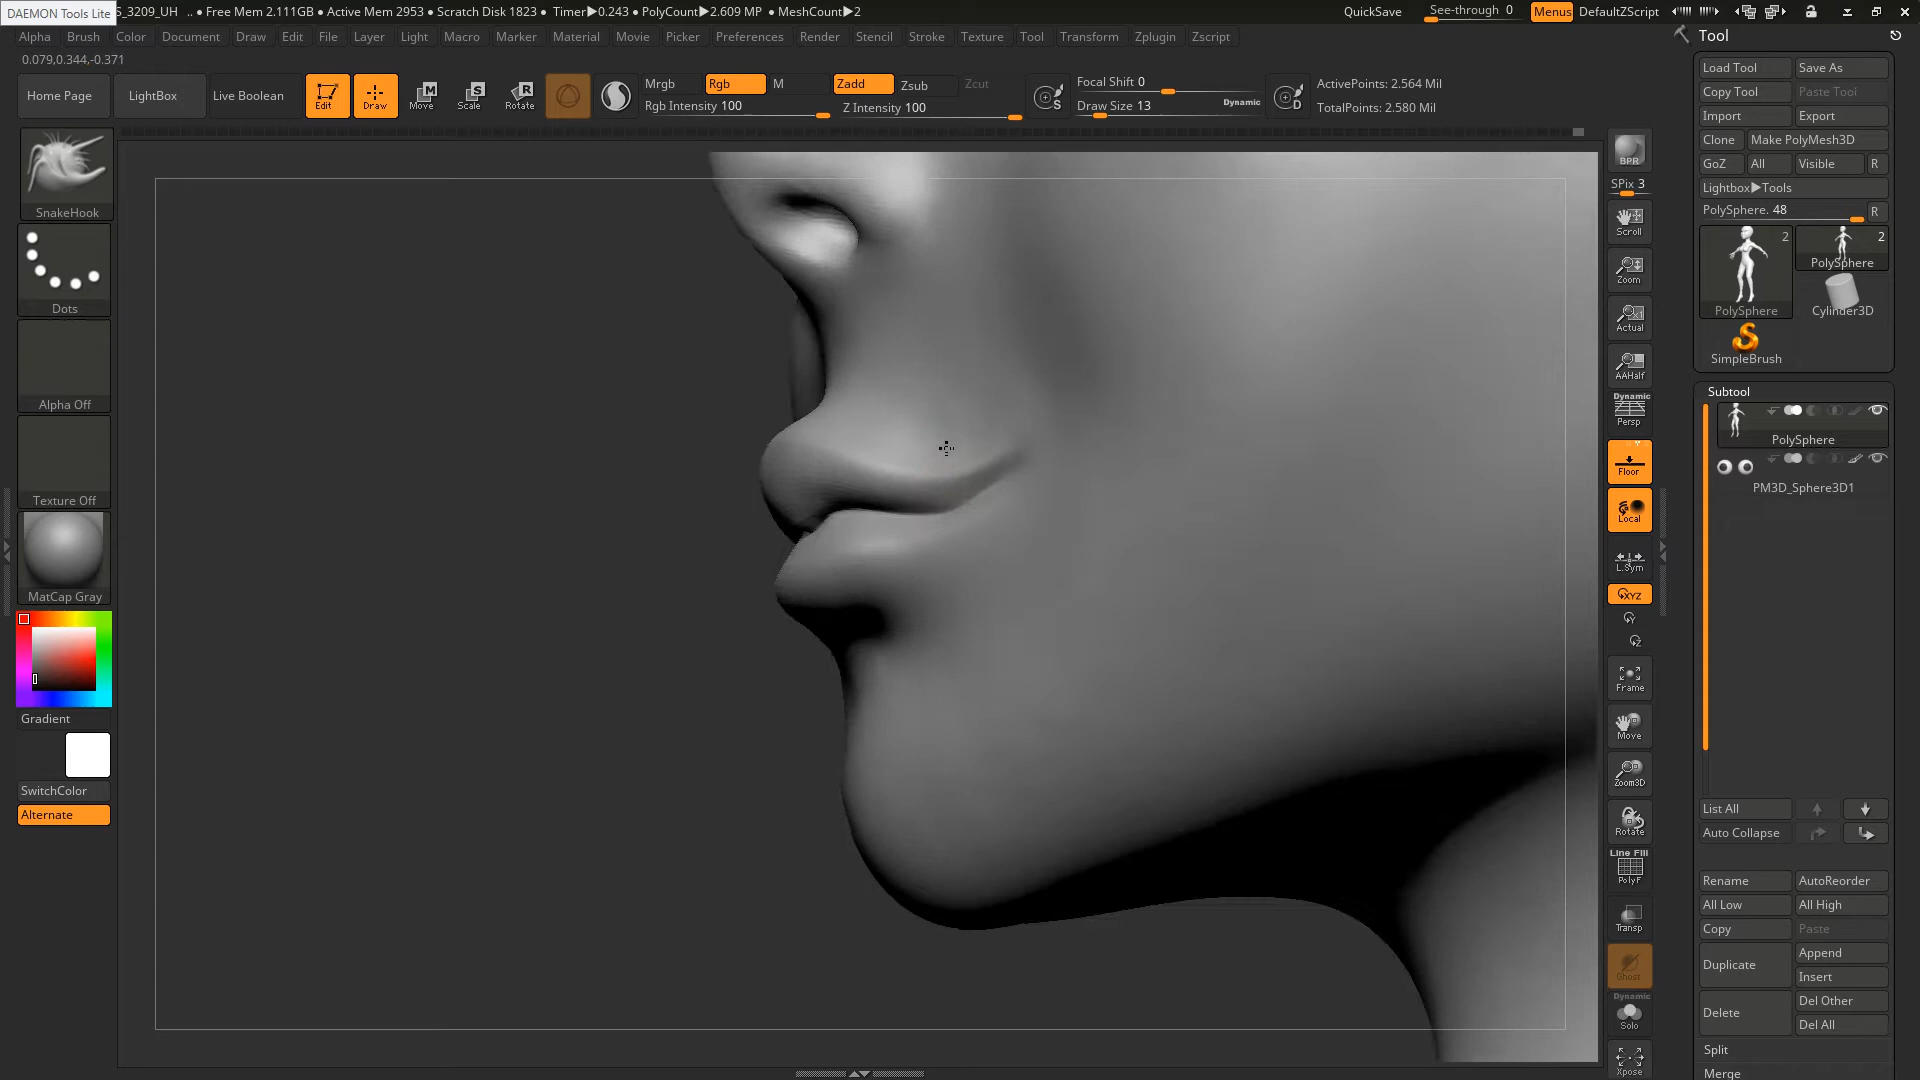 DAEMON Tools Lite
S_3209_UH .. ● Free Mem 2.111GB ● Active Mem 2953 ● Scratch Disk 1823 ● Timer▶0.243 ● PolyCount▶2.609 MP ● MeshCount▶2
QuickSave See-through 0 Menus DefaultZScript
Alpha Brush Color Document Draw Edit File Layer Light Macro Marker Material Movie Picker Preferences Render Stencil Stroke Texture Tool Transform Zplugin Zscript
0.079,0.344,-0.371
Home Page LightBox Live Boolean
Edit Draw Move Scale Rotate
Mrgb Rgb M
Rgb Intensity 100
Zadd Zsub Zcut
Z Intensity 100
S
Focal Shift 0
Draw Size 13 Dynamic
D
ActivePoints: 2.564 Mil
TotalPoints: 2.580 Mil
SnakeHook
Dots
Alpha Off
Texture Off
MatCap Gray
Gradient
SwitchColor
Alternate
BPR
SPix 3
Scroll
Zoom
Actual
AAHalf
Dynamic
Persp
Floor
Local
L.Sym
XYZ
Y
Z
Frame
Move
Zoom3D
Rotate
Line Fill
PolyF
Transp
Ghost
Dynamic
Solo
Xpose
Tool
Load Tool Save As
Copy Tool Paste Tool
Import Export
Clone Make PolyMesh3D
GoZ All Visible R
Lightbox▶Tools
PolySphere. 48 R
2 2
PolySphere
PolySphere Cylinder3D
SimpleBrush
Subtool
PolySphere
PM3D_Sphere3D1
List All
Auto Collapse
Rename AutoReorder
All Low All High
Copy Paste
Duplicate Append
Insert
Delete Del Other
Del All
Split
Merge